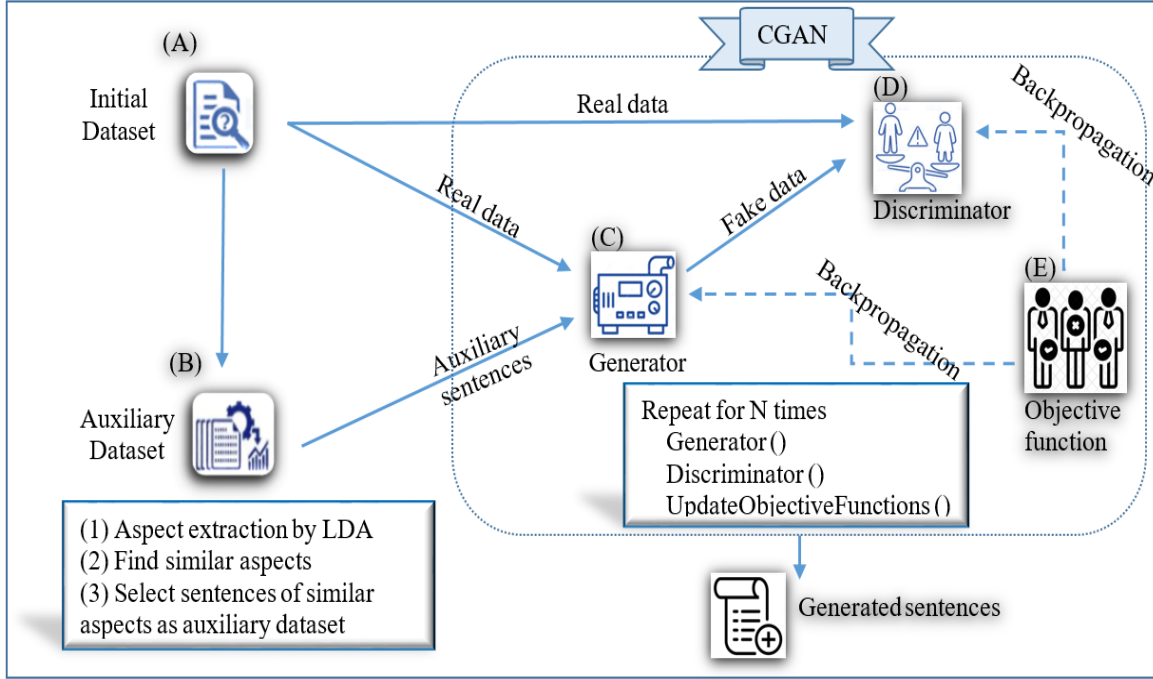 CGAN
(A)
Initial
Dataset
Real data
(D)
Discriminator
Backpropagation
Real data
Fake data
(C)
Generator
Backpropagation
(E)
Objective
function
(B)
Auxiliary
Dataset
Auxiliary
sentences
Repeat for N times
Generator ()
Discriminator ()
UpdateObjectiveFunctions ()
(1) Aspect extraction by LDA
(2) Find similar aspects
(3) Select sentences of similar
aspects as auxiliary dataset
Generated sentences